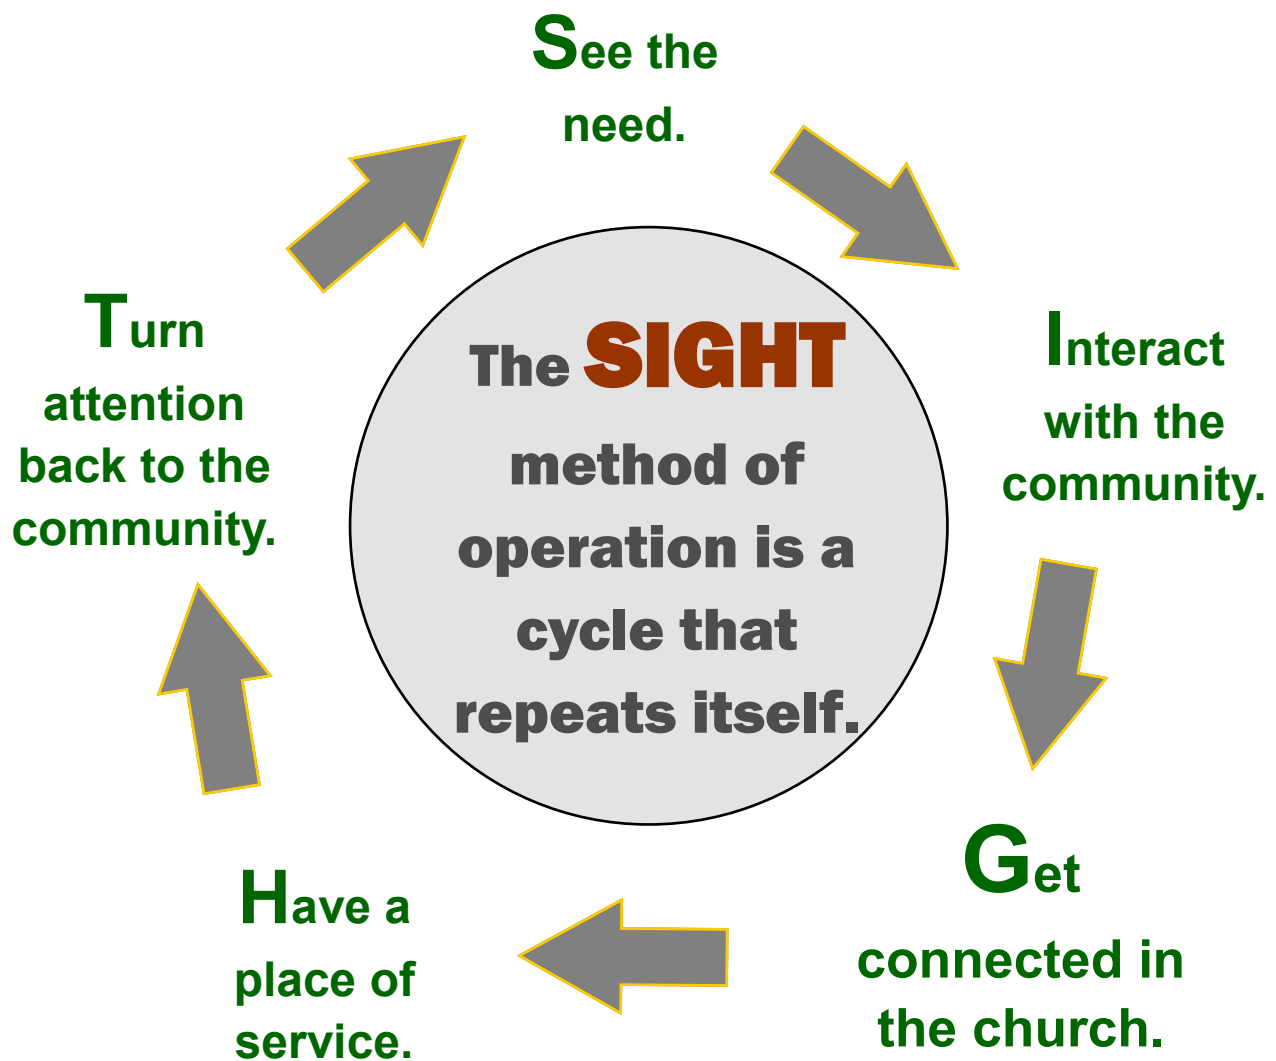 See the
need.
Interact
with the
community.
Get
connected in
the church.
Have a
place of
service.
Turn
attention
back to the
community.
The SIGHT
method of
operation is a
cycle that
repeats itself.